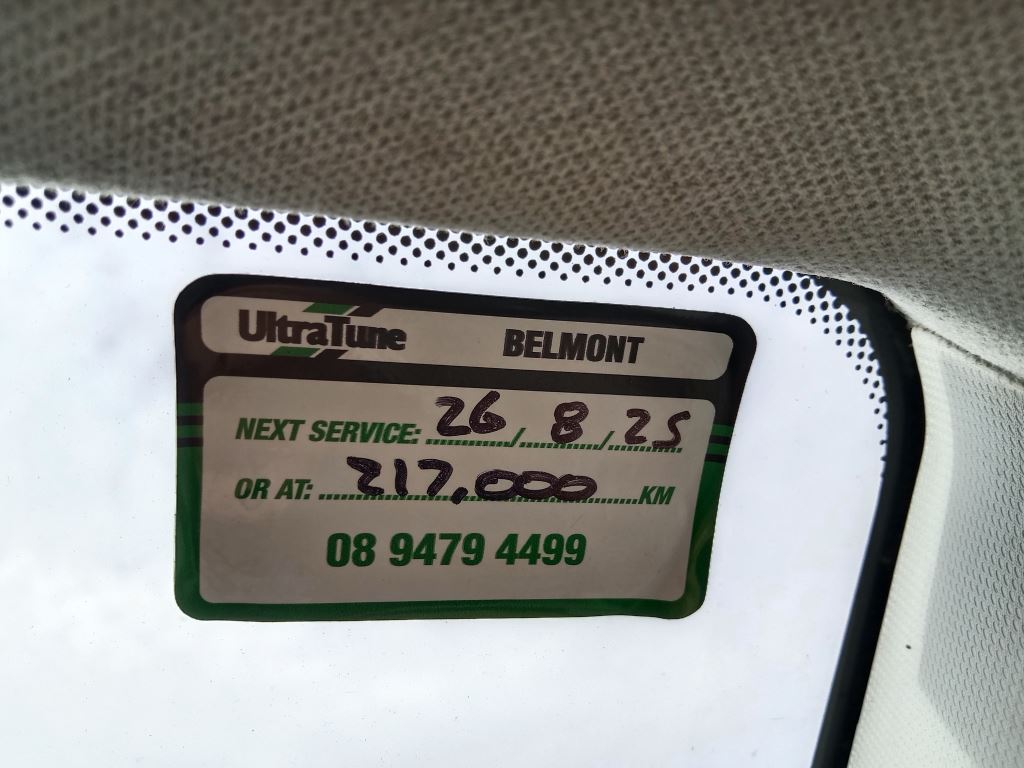 UltraTune BELMONT
NEXT SERVICE: 26/8/25
OR AT: 217,000 KM
08 9479 4499